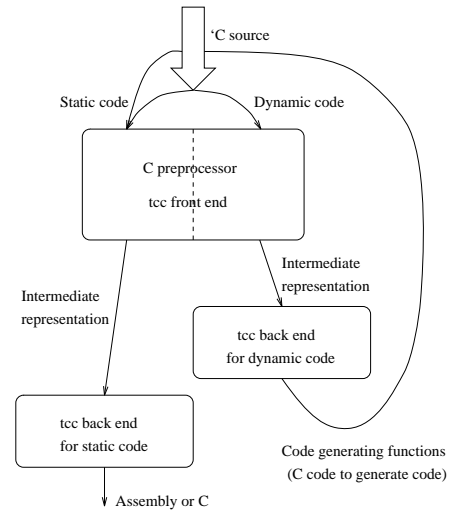 ‘C source
Static code
Dynamic code
C preprocessor
tcc front end
Intermediate
representation
Intermediate
representation
tcc back end
for dynamic code
tcc back end
for static code
Code generating functions
(C code to generate code)
Assembly or C